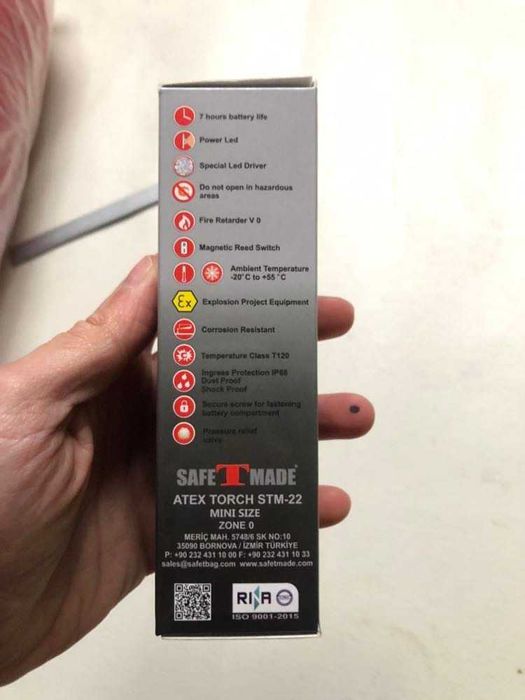 7 hours battery life
Power Led
Special Led Driver
Do not open in hazardous
areas
Fire Retarder V 0
Magnetic Reed Switch
Ambient Temperature
-20°C to +55 °C
Ex
Explosion Project Equipment
Corrosion Resistant
Temperature Class T120
Ingress Protection IP68
Dust Proof
Shock Proof
Secure screw for fastening
battery compartment
Pressure relief
valve
SAFE T MADE
ATEX TORCH STM-22
MINI SIZE
ZONE 0
MERİÇ MAH. 5748/6 SK NO:10
35090 BORNOVA / İZMİR TÜRKİYE
P: +90 232 431 10 00 F: +90 232 431 10 33
sales@safetbag.com www.safetmade.com
RINA
ISO 9001-2015